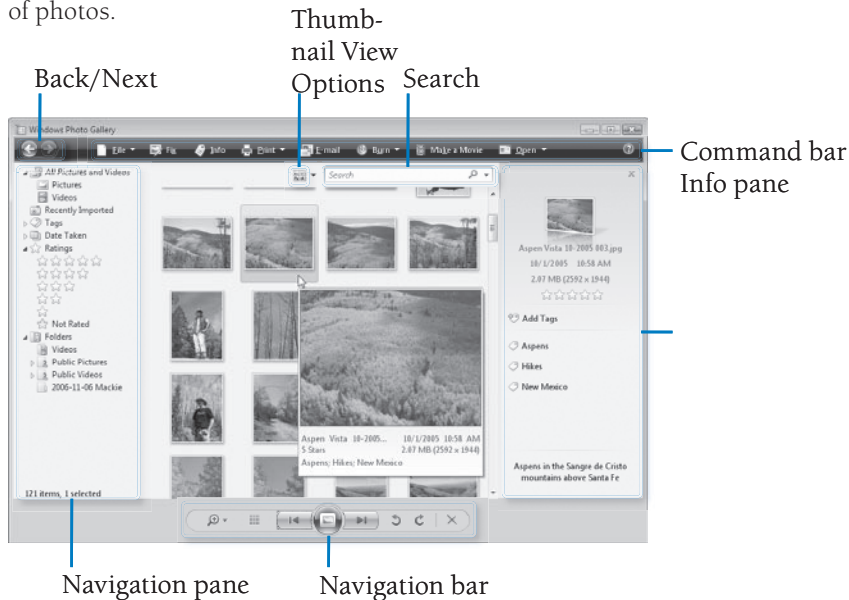 of photos.
Thumb-
nail View
Options
Back/Next
Search
Windows Photo Gallery
File Fix Info Print E-mail Burn Make a Movie Open
Command bar
Info pane
All Pictures and Videos
Pictures
Videos
Recently Imported
Tags
Date Taken
Ratings
Not Rated
Folders
Videos
Public Pictures
Public Videos
2006-11-06 Mackie
121 items, 1 selected
Search
Aspen Vista 10-2005... 10/1/2005 10:58 AM
5 Stars 2.07 MB (2592 x 1944)
Aspens; Hikes; New Mexico
Aspen Vista 10-2005 003.jpg
10/1/2005 10:58 AM
2.07 MB (2592 x 1944)
Add Tags
Aspens
Hikes
New Mexico
Aspens in the Sangre de Cristo
mountains above Santa Fe
Navigation pane
Navigation bar